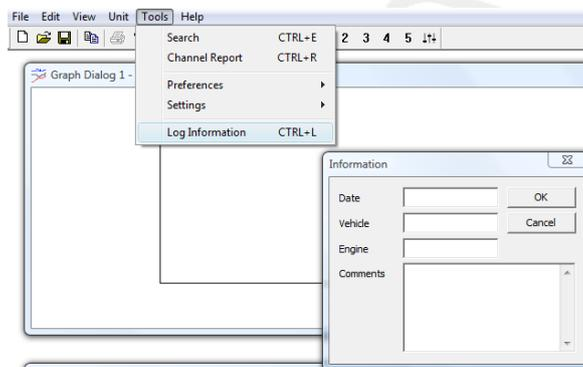 File Edit View Unit Tools Help
2 3 4 5
Search CTRL+E
Channel Report CTRL+R
Preferences
Settings
Log Information CTRL+L
Graph Dialog 1 -
Information
Date OK
Vehicle Cancel
Engine
Comments